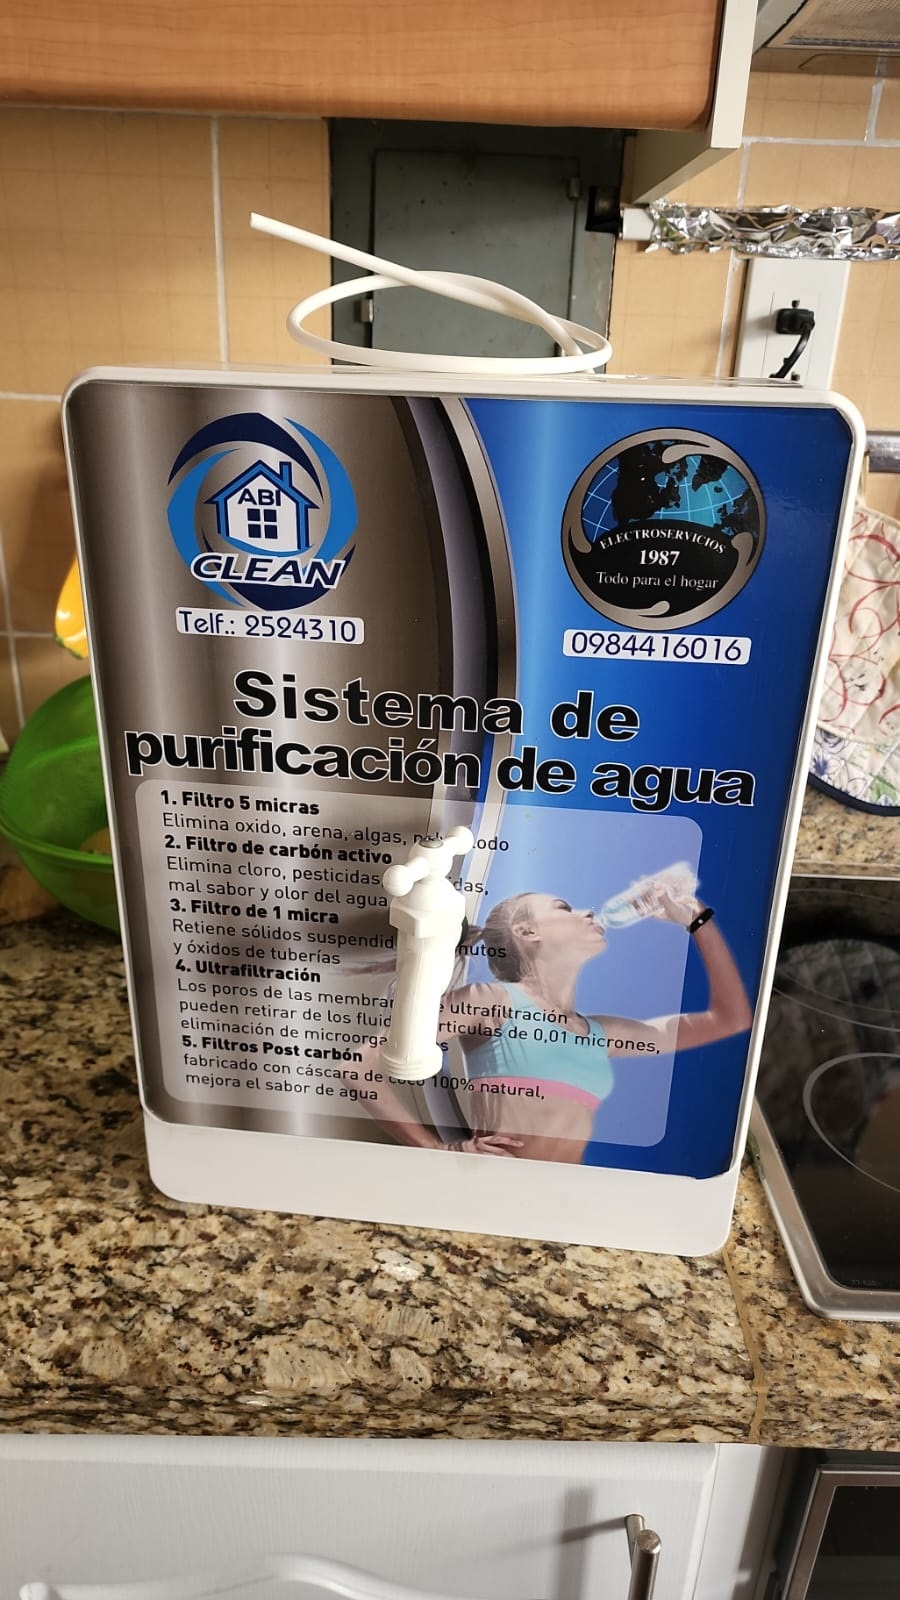 ABI
CLEAN
Telf.: 2524310
ELECTROSERVICIOS
1987
Todo para el hogar
0984416016
Sistema de
purificación de agua
1. Filtro 5 micras
Elimina oxido, arena, algas, lodo
2. Filtro de carbón activo
Elimina cloro, pesticidas,
mal sabor y olor del agua
3. Filtro de 1 micra
Retiene sólidos
y óxidos de tuberías
4. Ultrafiltración
Los poros de las ultrafiltración
pueden retirar de los de 0,01 micrones,
eliminación de
5. Filtros Post carbón
fabricado con cáscara de coco 100% natural,
mejora el sabor de agua